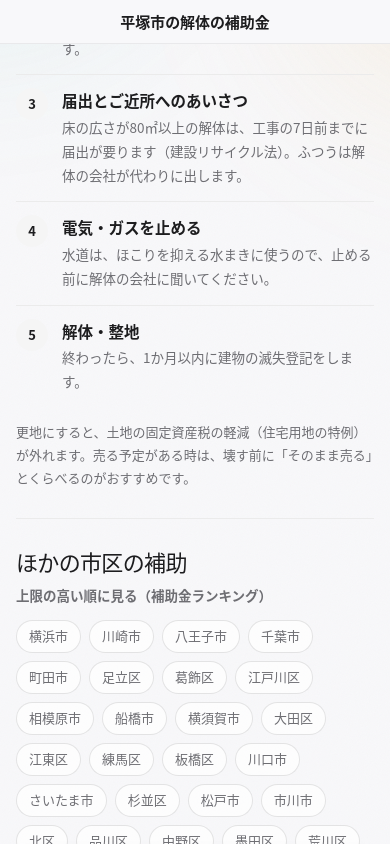 平塚市の解体の補助金
す。
3
届出とご近所へのあいさつ
床の広さが80㎡以上の解体は、工事の7日前までに
届出が要ります（建設リサイクル法）。ふつうは解
体の会社が代わりに出します。
4
電気・ガスを止める
水道は、ほこりを抑える水まきに使うので、止める
前に解体の会社に聞いてください。
5
解体・整地
終わったら、1か月以内に建物の滅失登記をしま
す。
更地にすると、土地の固定資産税の軽減（住宅用地の特例）
が外れます。売る予定がある時は、壊す前に「そのまま売る」
とくらべるのがおすすめです。
ほかの市区の補助
上限の高い順に見る（補助金ランキング）
横浜市 川崎市 八王子市 千葉市
町田市 足立区 葛飾区 江戸川区
相模原市 船橋市 横須賀市 大田区
江東区 練馬区 板橋区 川口市
さいたま市 杉並区 松戸市 市川市
北区 品川区 中野区 墨田区 荒川区